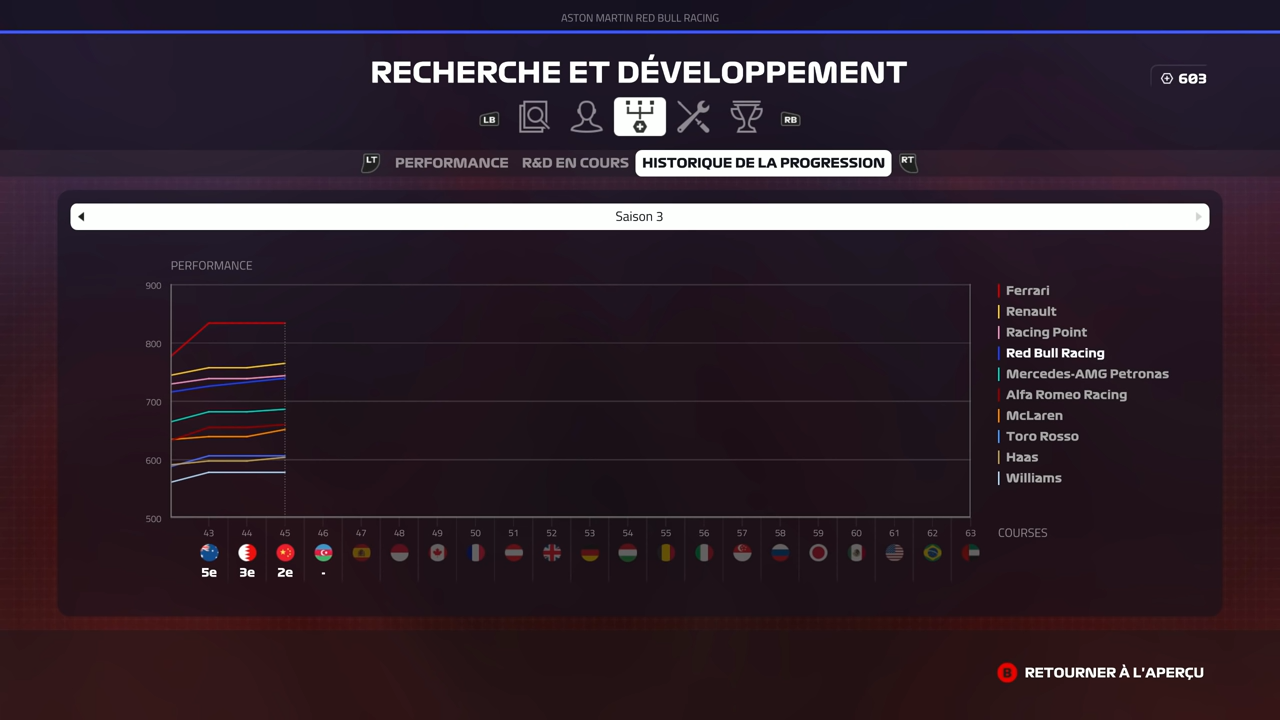 ASTON MARTIN RED BULL RACING
RECHERCHE ET DÉVELOPPEMENT
603
LB
RB
LT
PERFORMANCE
R&D EN COURS
HISTORIQUE DE LA PROGRESSION
RT
Saison 3
PERFORMANCE
900
800
700
600
500
Ferrari
Renault
Racing Point
Red Bull Racing
Mercedes-AMG Petronas
Alfa Romeo Racing
McLaren
Toro Rosso
Haas
Williams
43 44 45 46 47 48 49 50 51 52 53 54 55 56 57 58 59 60 61 62 63
COURSES
5e 3e 2e -
B RETOURNER À L'APERÇU